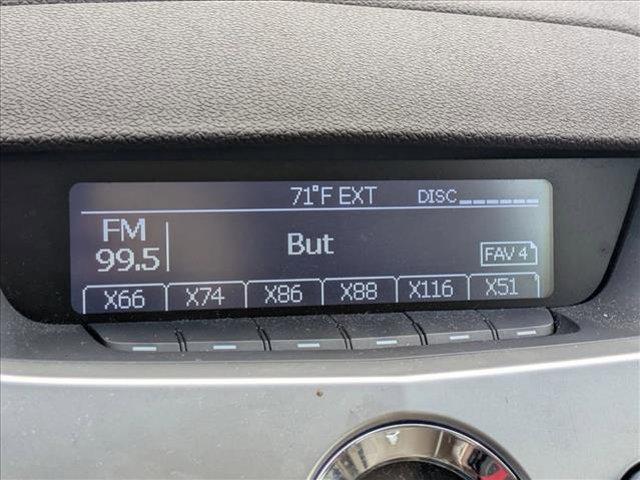 71°F EXT DISC
FM
99.5
But
FAV 4
X66 X74 X86 X88 X116 X51